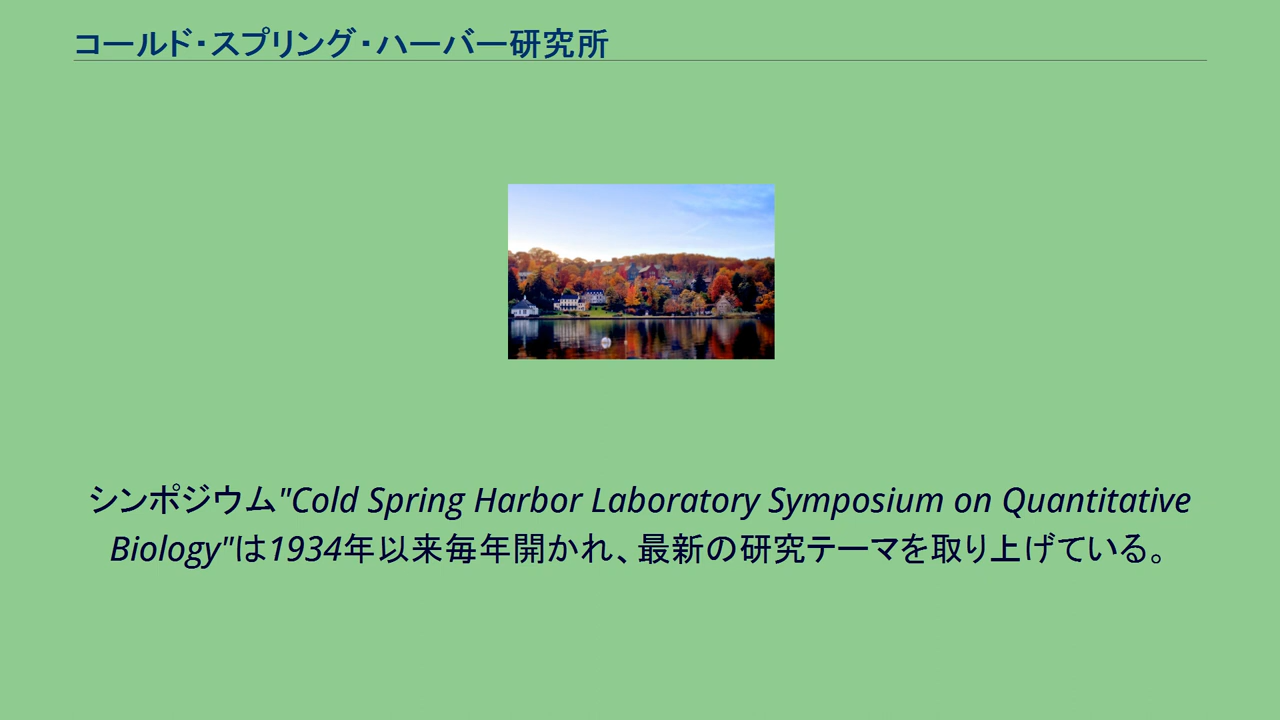 コールド・スプリング・ハーバー研究所
シンポジウム"Cold Spring Harbor Laboratory Symposium on Quantitative
Biology"は1934年以来毎年開かれ、最新の研究テーマを取り上げている。